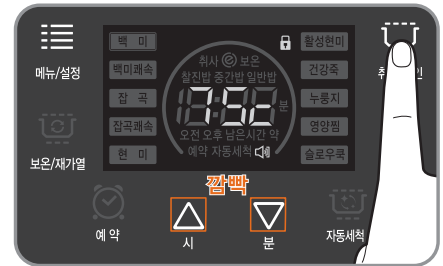 메뉴/설정
보온/재가열
예 약
백 미
백미쾌속
잡 곡
잡곡쾌속
현 미
취사 보온
찰진밥 중간밥 일반밥
75c
분
오전 오후 남은시간 약
예약 자동세척
활성현미
건강죽
누룽지
영양찜
슬로우쿡
취
인
깜빡
시
분
자동세척